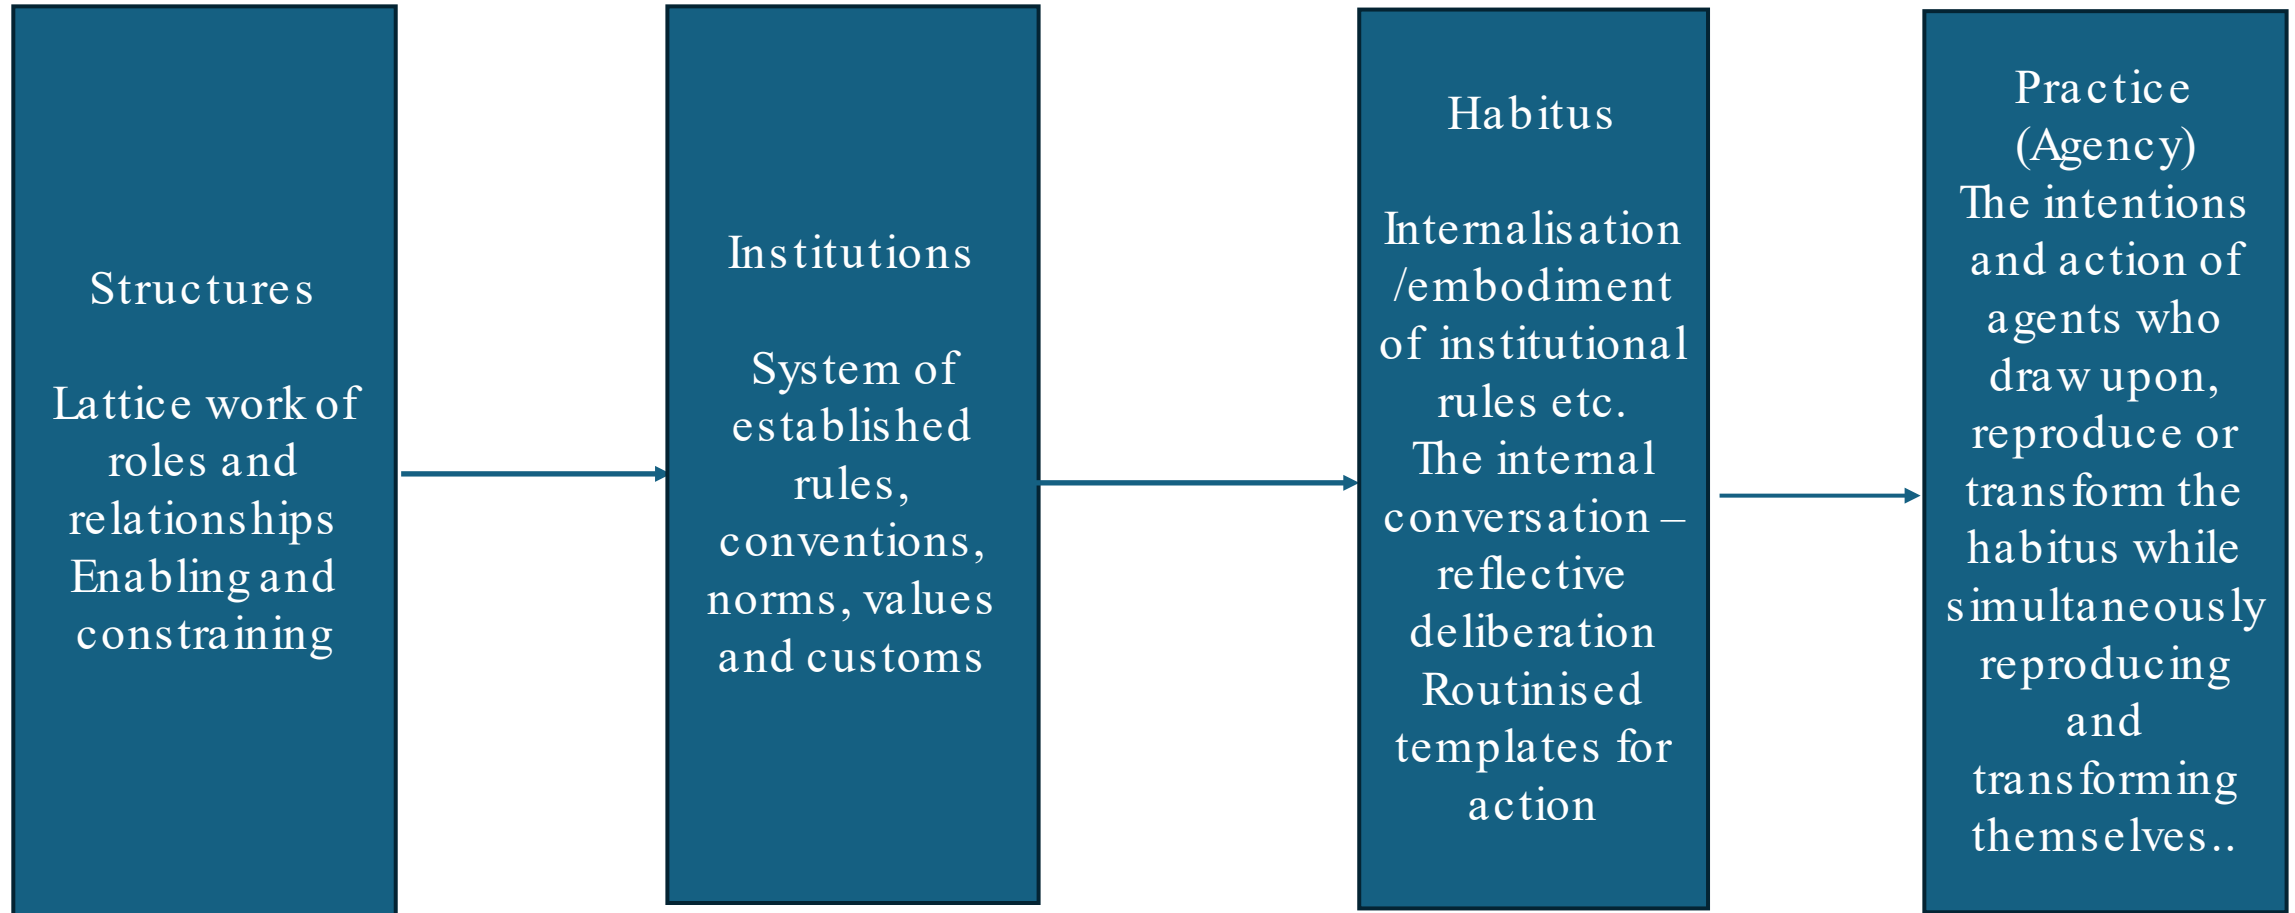 Structures
Lattice work of
roles and
relationships
Enabling and
constraining
Institutions
System of
established
rules,
conventions,
norms, values
and customs
Habitus
Internalisation
/embodiment
of institutional
rules etc.
The internal
conversation –
reflective
deliberation
Routinised
templates for
action
Practice
(Agency)
The intentions
and action of
agents who
draw upon,
reproduce or
transform the
habitus while
simultaneously
reproducing
and
transforming
themselves..